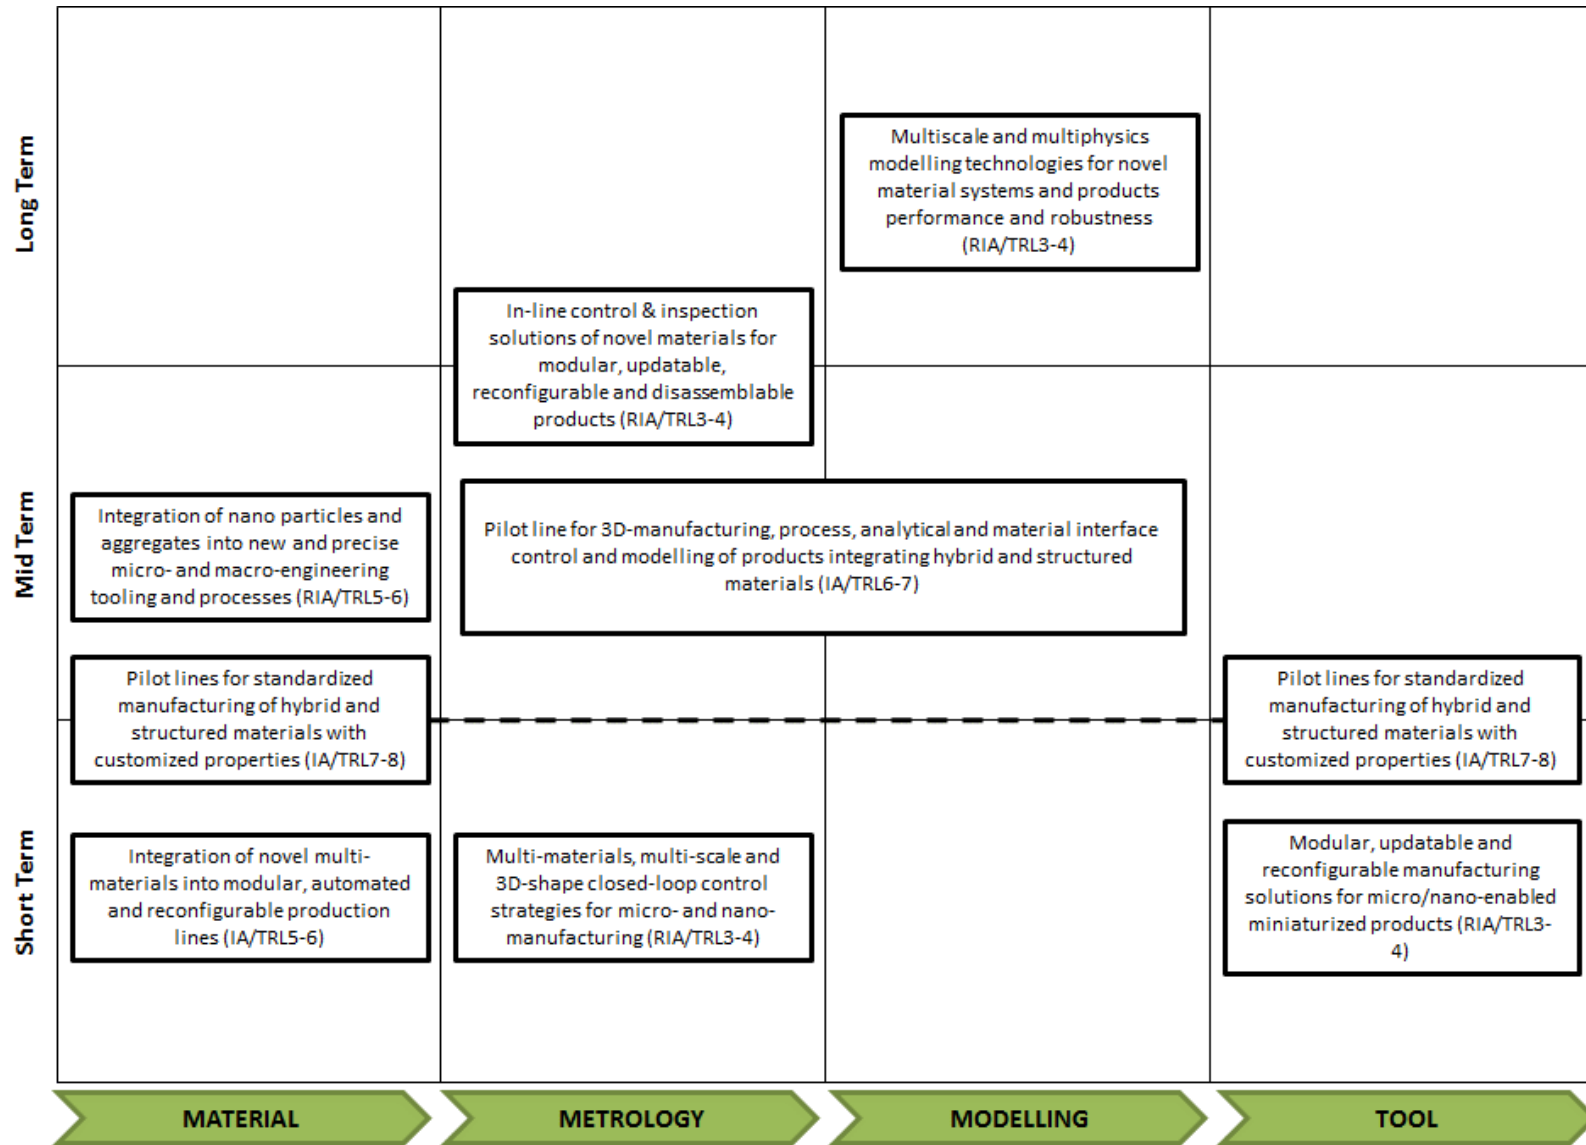 Long Term
Multiscale and multiphysics
modelling technologies for novel
material systems and products
performance and robustness
(RIA/TRL3-4)
In-line control & inspection
solutions of novel materials for
modular, updatable,
reconfigurable and disassemblable
products (RIA/TRL3-4)
Mid Term
Integration of nano particles and
aggregates into new and precise
micro- and macro-engineering
tooling and processes (RIA/TRL5-6)
Pilot line for 3D-manufacturing, process, analytical and material interface
control and modelling of products integrating hybrid and structured
materials (IA/TRL6-7)
Pilot lines for standardized
manufacturing of hybrid and
structured materials with
customized properties (IA/TRL7-8)
Pilot lines for standardized
manufacturing of hybrid and
structured materials with
customized properties (IA/TRL7-8)
Short Term
Integration of novel multi-
materials into modular, automated
and reconfigurable production
lines (IA/TRL5-6)
Multi-materials, multi-scale and
3D-shape closed-loop control
strategies for micro- and nano-
manufacturing (RIA/TRL3-4)
Modular, updatable and
reconfigurable manufacturing
solutions for micro/nano-enabled
miniaturized products (RIA/TRL3-
4)
MATERIAL
METROLOGY
MODELLING
TOOL